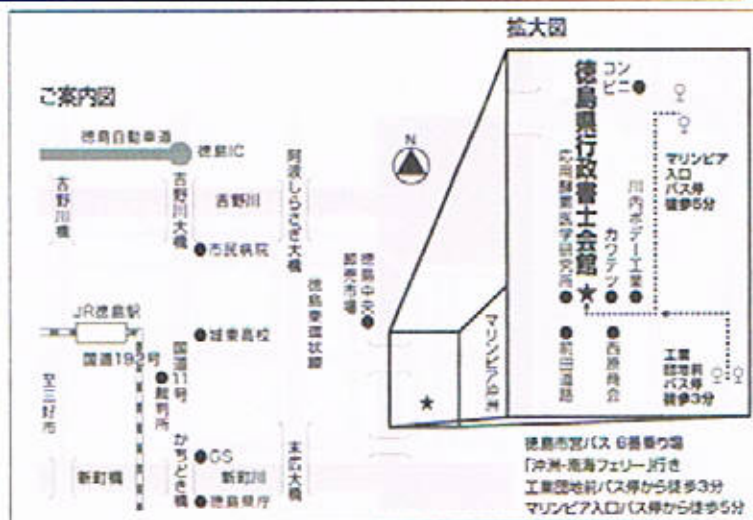 拡大図
ご案内図
徳島自動車道
徳島IC
吉野川橋
吉野川大橋
吉野川
阿波しらさぎ大橋
市民病院
徳島中央卸売市場
徳島東環状線
JR徳島駅
国道192号
至三好市
城東高校
国道11号
裁判所
かちどき橋
GS
新町橋
新町川
徳島県庁
末広大橋
N
マリンピア沖洲
コンビニ
徳島県行政書士会館
応用酵素医学研究所
カワテツ
川内ボデー工業
マリンピア
入口
バス停
徒歩5分
前田道路
西原商会
工業
団地前
バス停
徒歩3分
徳島市営バス 6番乗り場
「沖洲・南海フェリー」行き
工業団地前バス停から徒歩3分
マリンピア入口バス停から徒歩5分